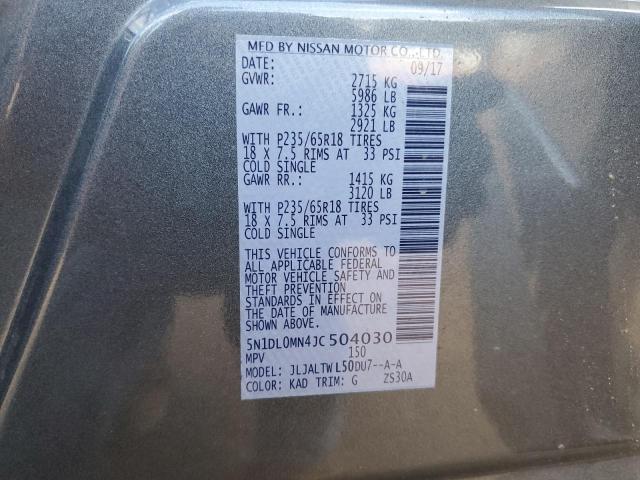 MFD BY NISSAN MOTOR CO.,LTD.
DATE: 09/17
GVWR: 2715 KG
5986 LB
GAWR FR.: 1325 KG
2921 LB
WITH P235/65R18 TIRES
18 X 7.5 RIMS AT 33 PSI
COLD SINGLE
GAWR RR.: 1415 KG
3120 LB
WITH P235/65R18 TIRES
18 X 7.5 RIMS AT 33 PSI
COLD SINGLE
THIS VEHICLE CONFORMS TO
ALL APPLICABLE FEDERAL
MOTOR VEHICLE SAFETY AND
THEFT PREVENTION
STANDARDS IN EFFECT ON
THE DATE OF MANUFACTURE
SHOWN ABOVE.
5N1DL0MN4JC504030
MPV 150
MODEL: JLJALTWL50DU7--A-A
COLOR: KAD TRIM: G ZS30A